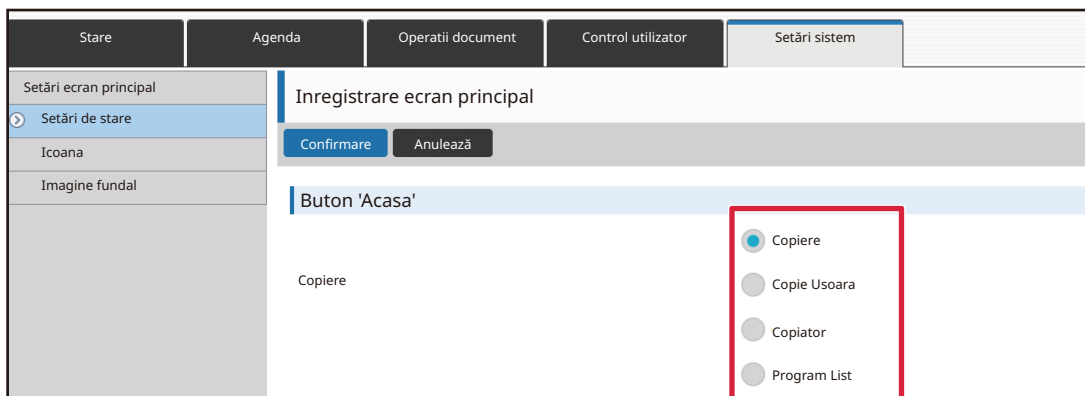 Stare
Agenda
Operatii document
Control utilizator
Setări sistem
Setări ecran principal
Setări de stare
Icoana
Imagine fundal
Inregistrare ecran principal
Confirmare
Anulează
Buton 'Acasa'
Copiere
Copiere
Copie Usoara
Copiator
Program List